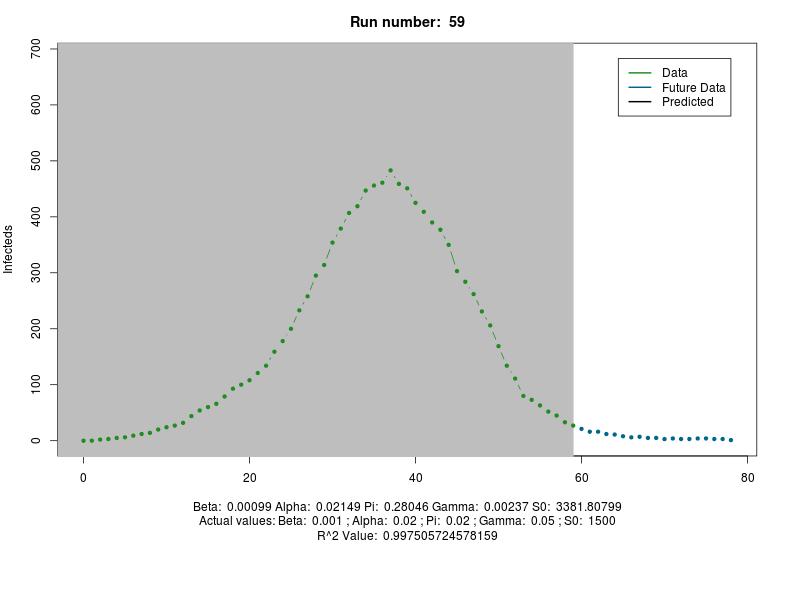 Run number: 59
700
600
500
400
300
200
100
0
Infecteds
Data
Future Data
Predicted
0 20 40 60 80
Beta: 0.00099 Alpha: 0.02149 Pi: 0.28046 Gamma: 0.00237 S0: 3381.80799
Actual values: Beta: 0.001 ; Alpha: 0.02 ; Pi: 0.02 ; Gamma: 0.05 ; S0: 1500
R^2 Value: 0.997505724578159